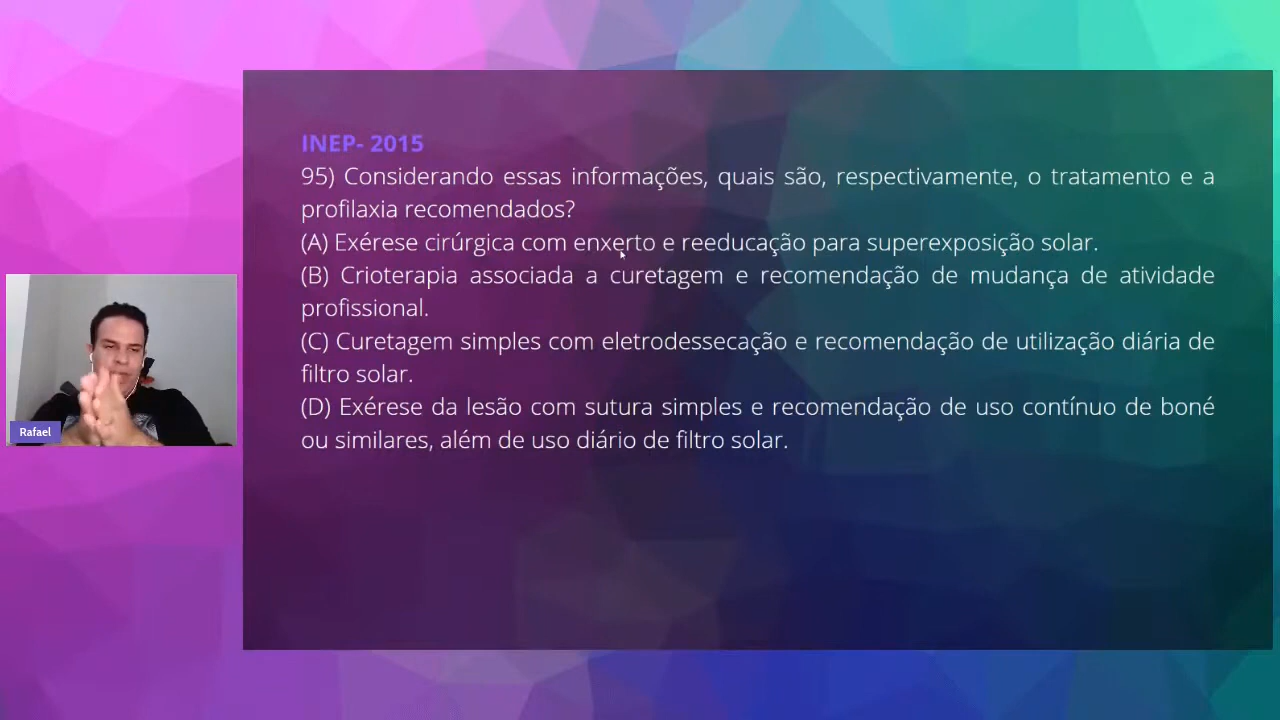 INEP- 2015
95) Considerando essas informações, quais são, respectivamente, o tratamento e a
profilaxia recomendados?
(A) Exérese cirúrgica com enxerto e reeducação para superexposição solar.
(B) Crioterapia associada a curetagem e recomendação de mudança de atividade
profissional.
(C) Curetagem simples com eletrodessecação e recomendação de utilização diária de
filtro solar.
(D) Exérese da lesão com sutura simples e recomendação de uso contínuo de boné
ou similares, além de uso diário de filtro solar.
Rafael